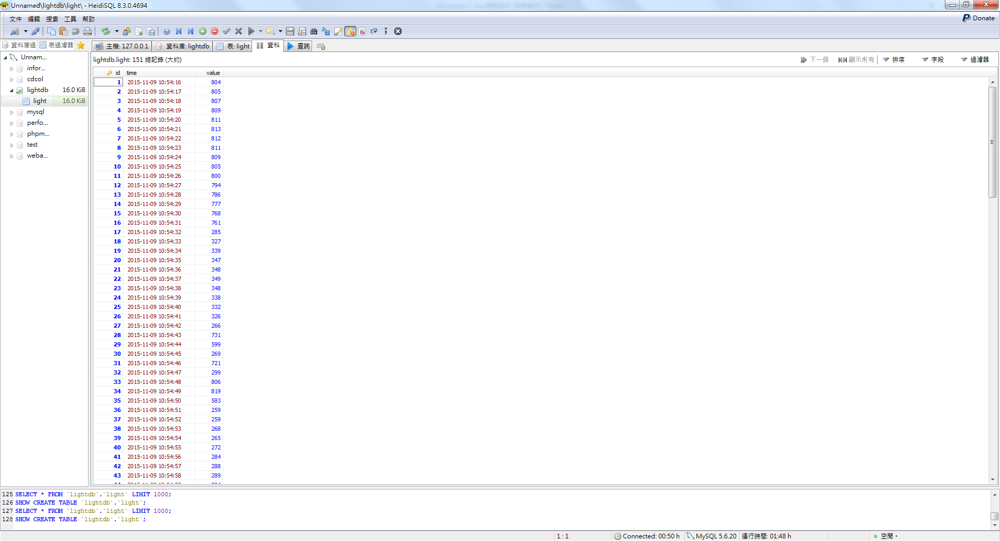 Unnamed\lightdb\light\ - HeidiSQL 8.3.0.4694
文件 編輯 搜索 工具 幫助
Donate
資料庫過 表過濾器
主機: 127.0.0.1 資料庫: lightdb 表: light 資料 查詢
Unnam...
infor...
cdcol
lightdb 16.0 KiB
light 16.0 KiB
mysql
perfo...
phpm...
test
weba...
lightdb.light: 151 總記錄 (大約)
下一個 顯示所有 排序 字段 過濾器
id time value
1 2015-11-09 10:54:16 804
2 2015-11-09 10:54:17 805
3 2015-11-09 10:54:18 807
4 2015-11-09 10:54:19 809
5 2015-11-09 10:54:20 811
6 2015-11-09 10:54:21 813
7 2015-11-09 10:54:22 812
8 2015-11-09 10:54:23 811
9 2015-11-09 10:54:24 809
10 2015-11-09 10:54:25 805
11 2015-11-09 10:54:26 800
12 2015-11-09 10:54:27 794
13 2015-11-09 10:54:28 786
14 2015-11-09 10:54:29 777
15 2015-11-09 10:54:30 768
16 2015-11-09 10:54:31 761
17 2015-11-09 10:54:32 285
18 2015-11-09 10:54:33 327
19 2015-11-09 10:54:34 339
20 2015-11-09 10:54:35 347
21 2015-11-09 10:54:36 348
22 2015-11-09 10:54:37 349
23 2015-11-09 10:54:38 348
24 2015-11-09 10:54:39 338
25 2015-11-09 10:54:40 332
26 2015-11-09 10:54:41 326
27 2015-11-09 10:54:42 266
28 2015-11-09 10:54:43 731
29 2015-11-09 10:54:44 599
30 2015-11-09 10:54:45 269
31 2015-11-09 10:54:46 721
32 2015-11-09 10:54:47 299
33 2015-11-09 10:54:48 806
34 2015-11-09 10:54:49 819
35 2015-11-09 10:54:50 583
36 2015-11-09 10:54:51 259
37 2015-11-09 10:54:52 259
38 2015-11-09 10:54:53 268
39 2015-11-09 10:54:54 265
40 2015-11-09 10:54:55 272
41 2015-11-09 10:54:56 284
42 2015-11-09 10:54:57 288
43 2015-11-09 10:54:58 289
125 SELECT * FROM `lightdb`.`light` LIMIT 1000;
126 SHOW CREATE TABLE `lightdb`.`light`;
127 SELECT * FROM `lightdb`.`light` LIMIT 1000;
128 SHOW CREATE TABLE `lightdb`.`light`;
1 : 1 Connected: 00:50 h MySQL 5.6.20 運行時間: 01:48 h 空閒。